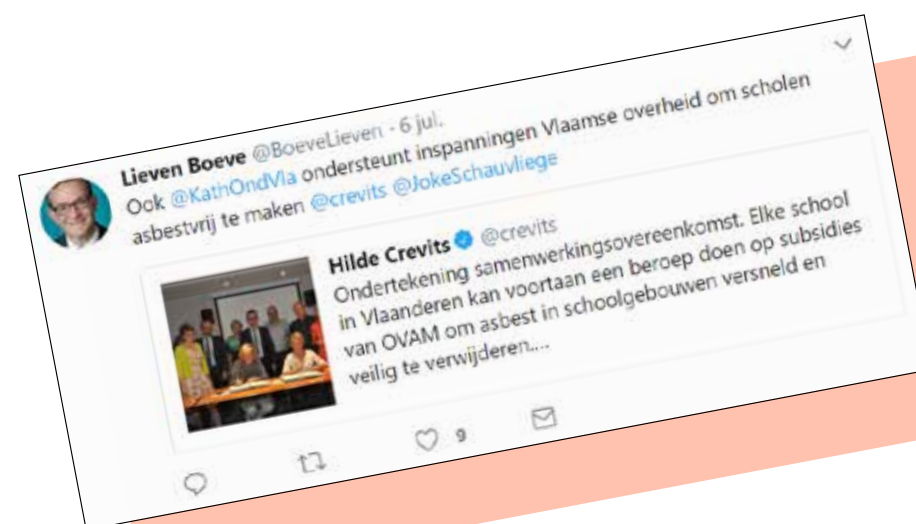 Lieven Boeve @BoeveLieven · 6 jul.
Ook @KathOndVla ondersteunt inspanningen Vlaamse overheid om scholen
asbestvrij te maken @crevits @JokeSchauvliege
Hilde Crevits @crevits
Ondertekening samenwerkingsovereenkomst. Elke school
in Vlaanderen kan voortaan een beroep doen op subsidies
van OVAM om asbest in schoolgebouwen versneld en
veilig te verwijderen....
9